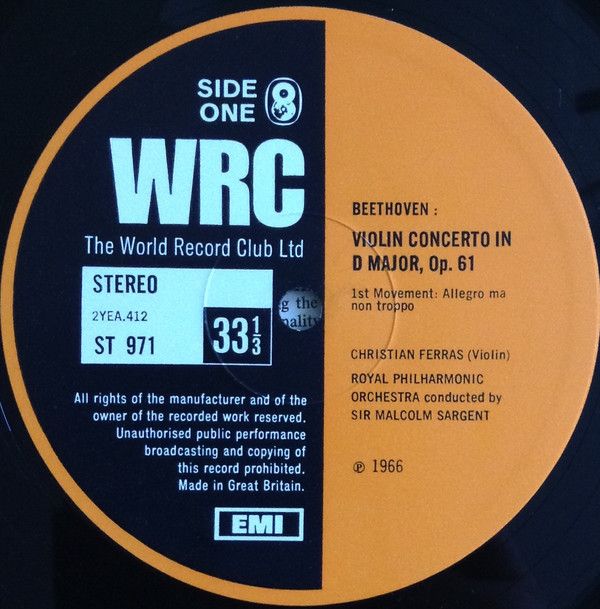 SIDE
ONE
WRC
The World Record Club Ltd
STEREO
2YEA.412
ST 971
33⅓
All rights of the manufacturer and of the
owner of the recorded work reserved.
Unauthorised public performance
broadcasting and copying of
this record prohibited.
Made in Great Britain.
EMI
BEETHOVEN :
VIOLIN CONCERTO IN
D MAJOR, Op. 61
1st Movement: Allegro ma
non troppo
CHRISTIAN FERRAS (Violin)
ROYAL PHILHARMONIC
ORCHESTRA conducted by
SIR MALCOLM SARGENT
℗ 1966
g the